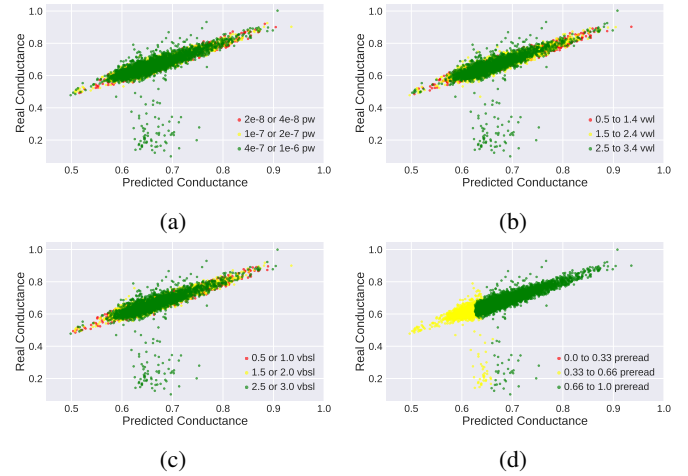 1.0
0.8
0.6
0.4
0.2
Real Conductance
0.5 0.6 0.7 0.8 0.9 1.0
Predicted Conductance
2e-8 or 4e-8 pw
1e-7 or 2e-7 pw
4e-7 or 1e-6 pw
(a)
1.0
0.8
0.6
0.4
0.2
Real Conductance
0.5 0.6 0.7 0.8 0.9 1.0
Predicted Conductance
0.5 to 1.4 vwl
1.5 to 2.4 vwl
2.5 to 3.4 vwl
(b)
1.0
0.8
0.6
0.4
0.2
Real Conductance
0.5 0.6 0.7 0.8 0.9 1.0
Predicted Conductance
0.5 or 1.0 vbsl
1.5 or 2.0 vbsl
2.5 or 3.0 vbsl
(c)
1.0
0.8
0.6
0.4
0.2
Real Conductance
0.5 0.6 0.7 0.8 0.9 1.0
Predicted Conductance
0.0 to 0.33 preread
0.33 to 0.66 preread
0.66 to 1.0 preread
(d)